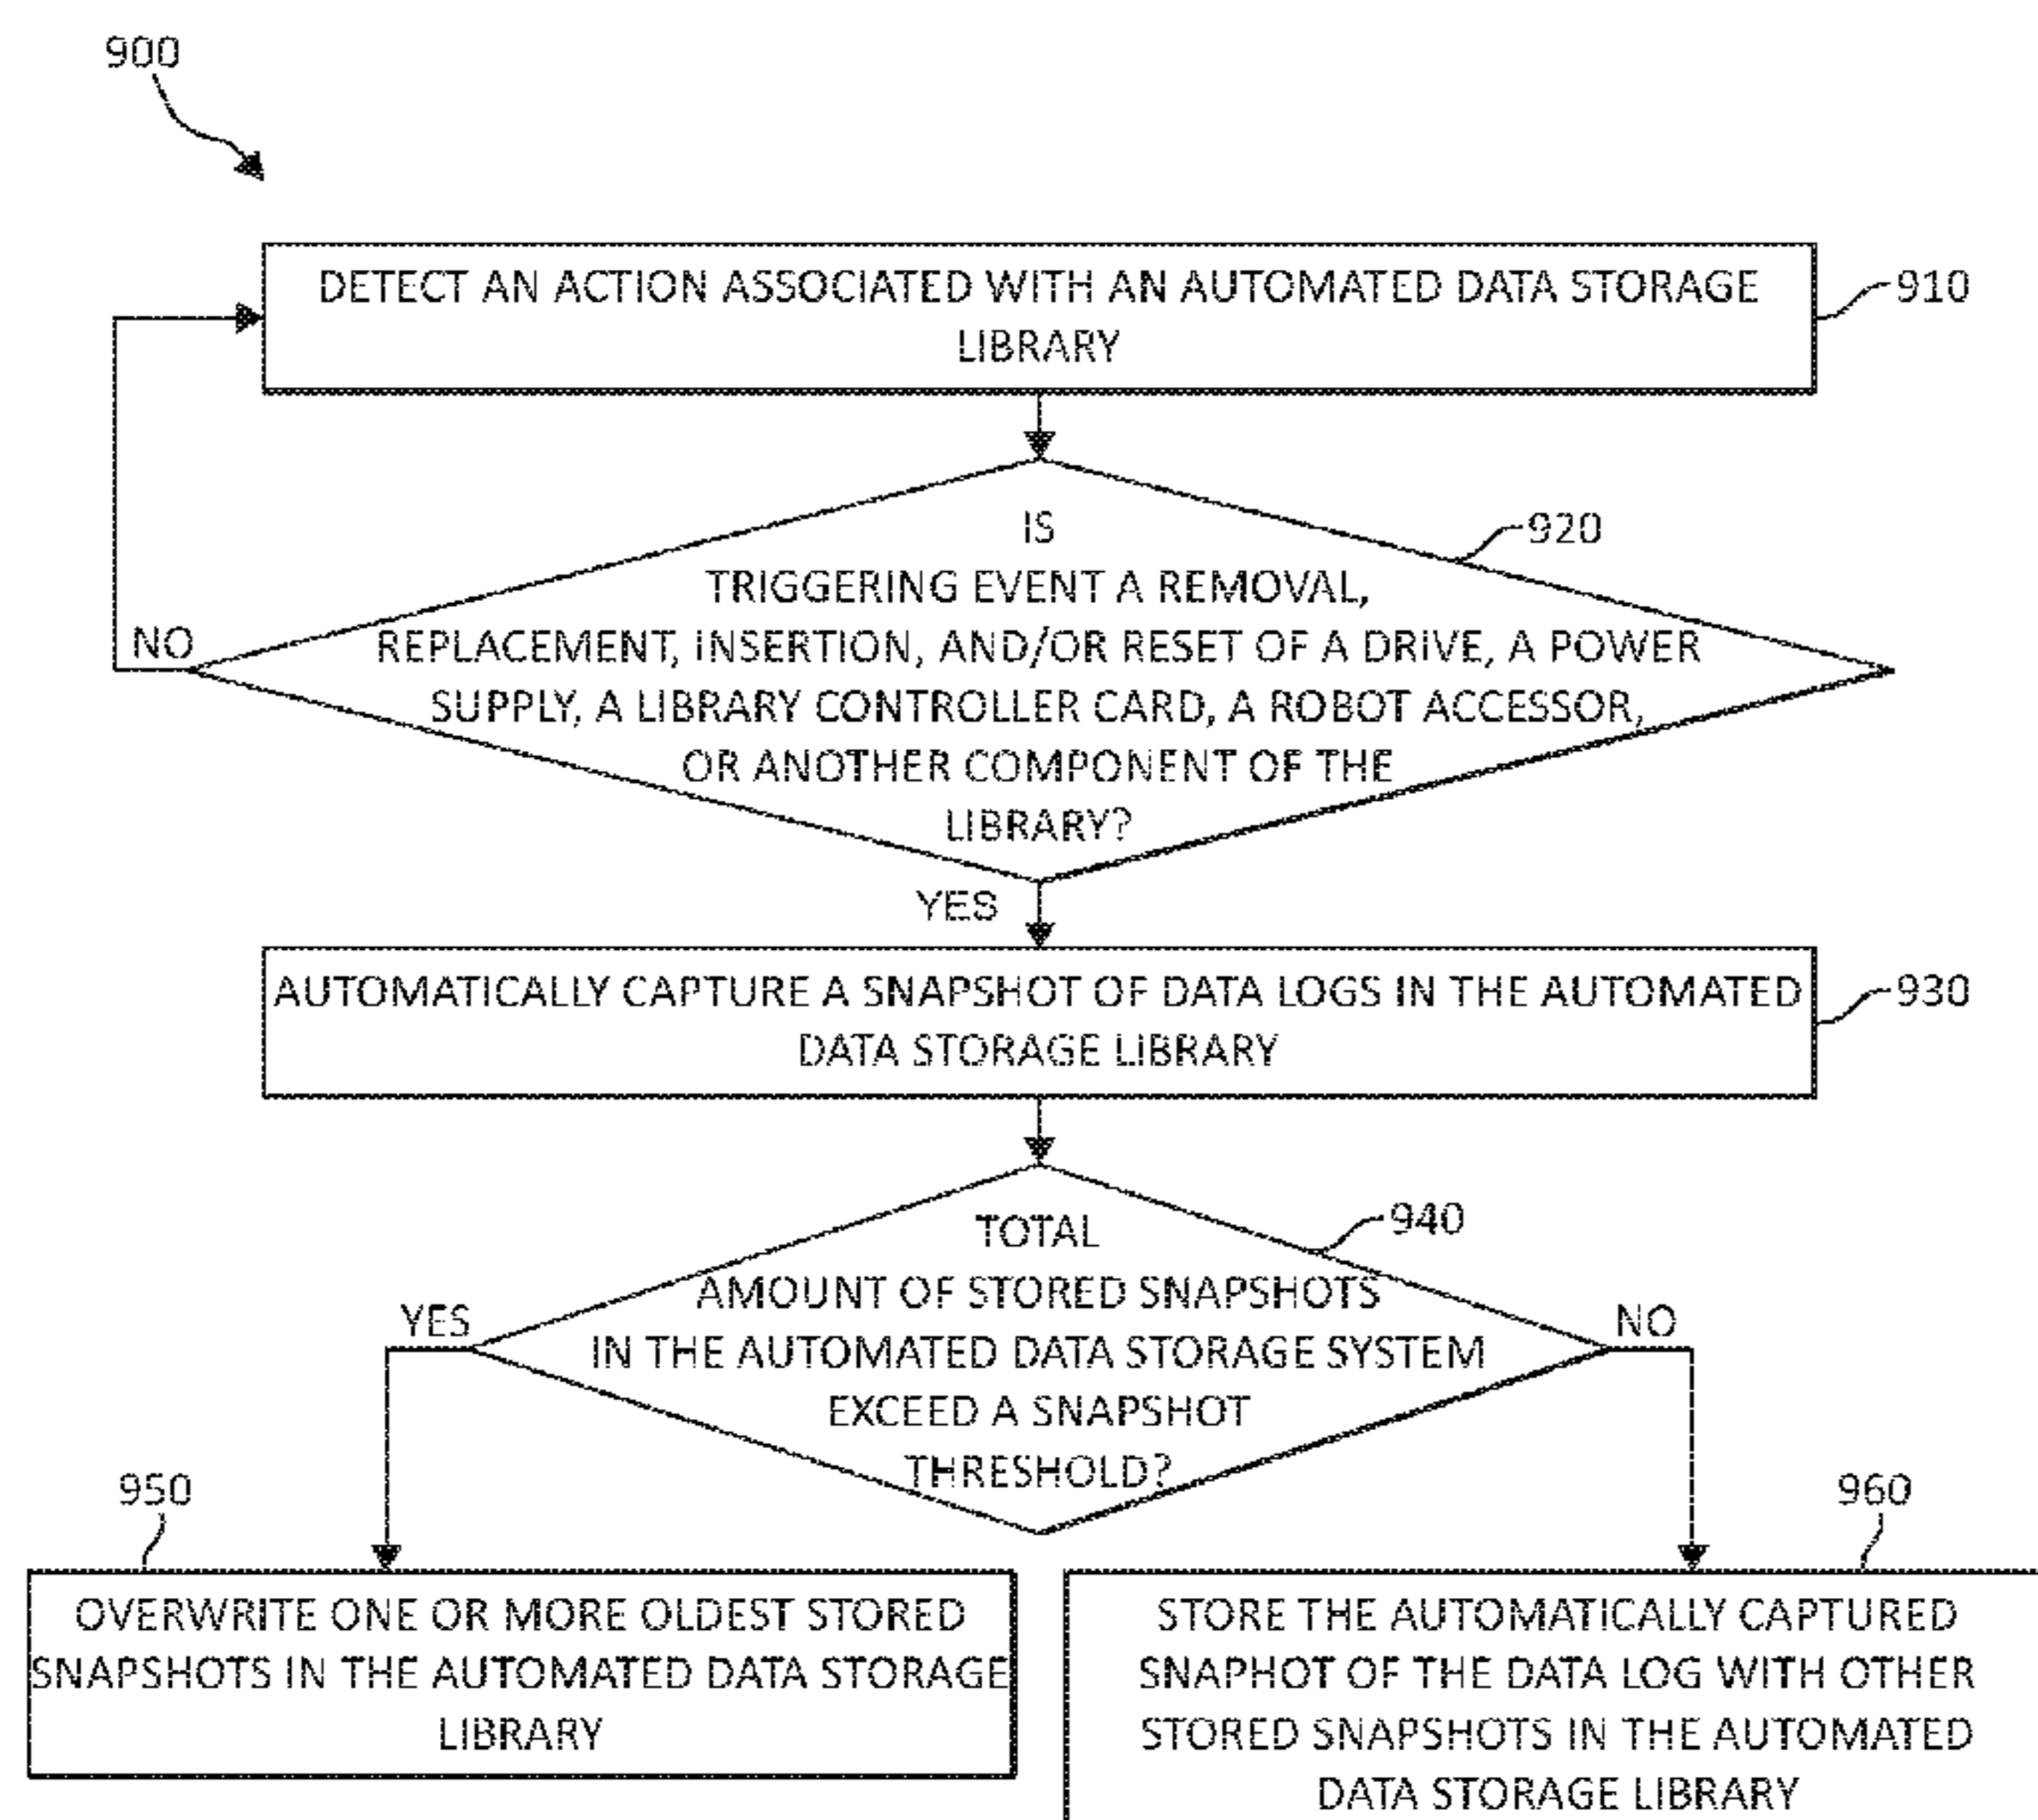 900
DETECT AN ACTION ASSOCIATED WITH AN AUTOMATED DATA STORAGE
LIBRARY
910
IS
920
TRIGGERING EVENT A REMOVAL,
NO
REPLACEMENT, INSERTION, AND/OR RESET OF A DRIVE, A POWER
SUPPLY, A LIBRARY CONTROLLER CARD, A ROBOT ACCESSOR,
OR ANOTHER COMPONENT OF THE
LIBRARY?
YES
AUTOMATICALLY CAPTURE A SNAPSHOT OF DATA LOGS IN THE AUTOMATED
DATA STORAGE LIBRARY
930
TOTAL
940
AMOUNT OF STORED SNAPSHOTS
YES
NO
IN THE AUTOMATED DATA STORAGE SYSTEM
EXCEED A SNAPSHOT
THRESHOLD?
950
OVERWRITE ONE OR MORE OLDEST STORED
SNAPSHOTS IN THE AUTOMATED DATA STORAGE
LIBRARY
960
STORE THE AUTOMATICALLY CAPTURED
SNAPHOT OF THE DATA LOG WITH OTHER
STORED SNAPSHOTS IN THE AUTOMATED
DATA STORAGE LIBRARY